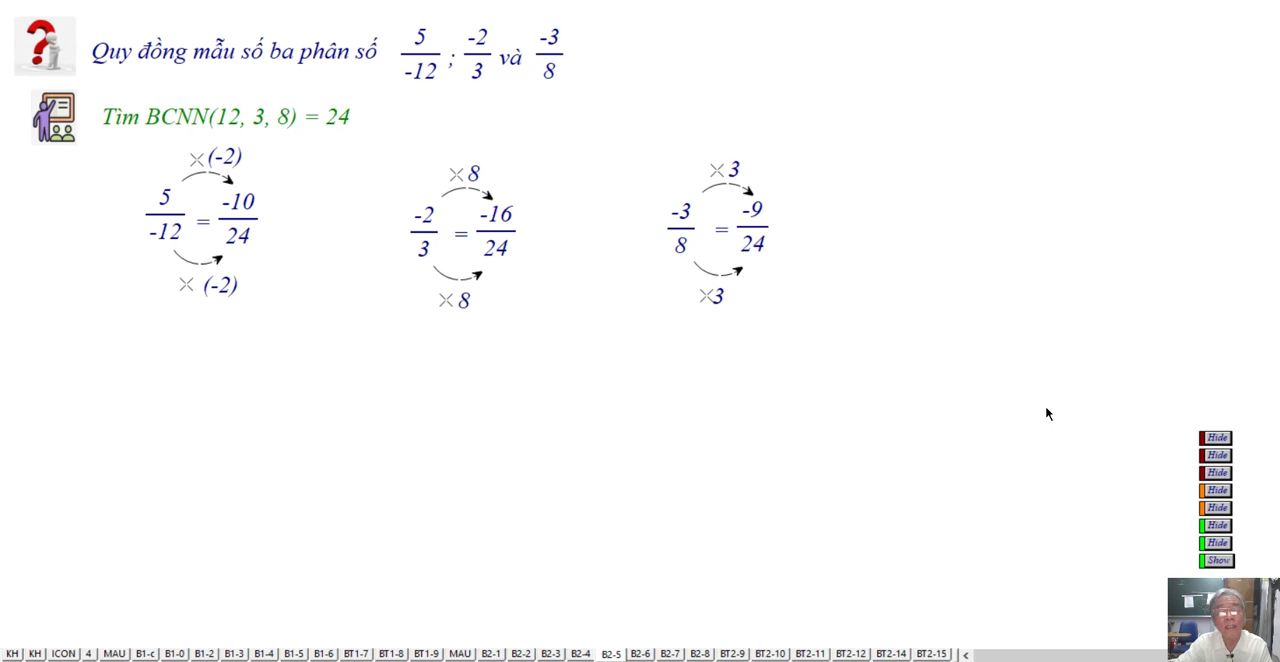 Quy đồng mẫu số ba phân số 5/-12 ; -2/3 và -3/8
Tìm BCNN(12, 3, 8) = 24
×(-2)
5/-12 = -10/24
× (-2)
×8
-2/3 = -16/24
×8
×3
-3/8 = -9/24
×3
Hide
Hide
Hide
Hide
Hide
Hide
Hide
Show
KH KH ICON 4 MAU B1-c B1-0 B1-2 B1-3 B1-4 B1-5 B1-6 BT1-7 BT1-8 BT1-9 MAU B2-1 B2-2 B2-3 B2-4 B2-5 B2-6 B2-7 B2-8 BT2-9 BT2-10 BT2-11 BT2-12 BT2-14 BT2-15